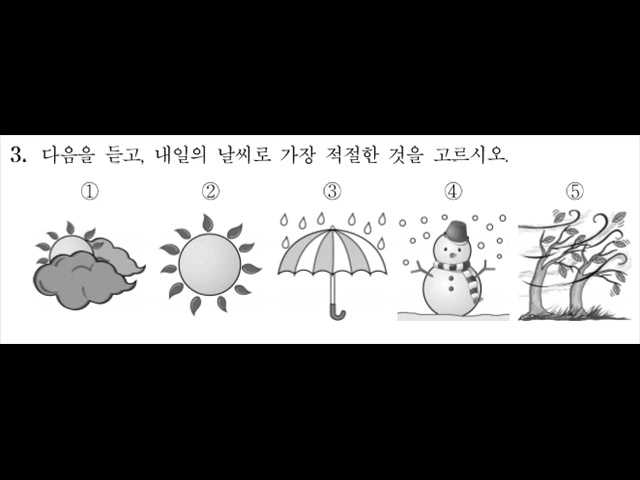 3. 다음을 듣고, 내일의 날씨로 가장 적절한 것을 고르시오.
① ② ③ ④ ⑤